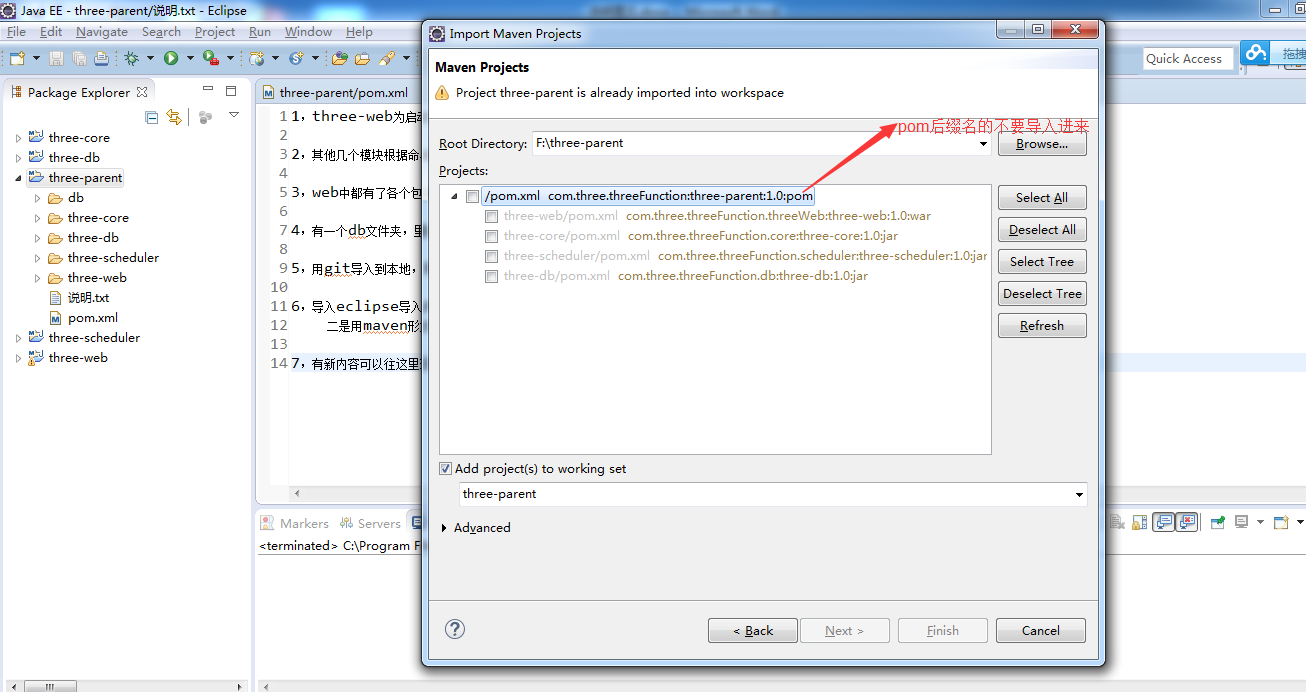 Java EE - three-parent/说明.txt - Eclipse
File Edit Navigate Search Project Run Window Help
Quick Access
拖拽
Package Explorer
three-core
three-db
three-parent
db
three-core
three-db
three-scheduler
three-web
说明.txt
pom.xml
three-scheduler
three-web
three-parent/pom.xml
1 1，three-web为启
2
3 2，其他几个模块根据命
4
5 3，web中都有了各个包
6
7 4，有一个db文件夹，里
8
9 5，用git导入到本地，
10
11 6，导入eclipse导入
12 二是用maven形
13
14 7，有新内容可以往这里
Markers Servers
<terminated> C:\Program F
Import Maven Projects
Maven Projects
Project three-parent is already imported into workspace
pom后缀名的不要导入进来
Root Directory: F:\three-parent Browse...
Projects:
/pom.xml com.three.threeFunction:three-parent:1.0:pom
three-web/pom.xml com.three.threeFunction.threeWeb:three-web:1.0:war
three-core/pom.xml com.three.threeFunction.core:three-core:1.0:jar
three-scheduler/pom.xml com.three.threeFunction.scheduler:three-scheduler:1.0:jar
three-db/pom.xml com.three.threeFunction.db:three-db:1.0:jar
Select All
Deselect All
Select Tree
Deselect Tree
Refresh
Add project(s) to working set
three-parent
Advanced
< Back Next > Finish Cancel